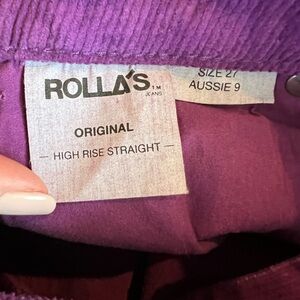 ROLLA'S ™
JEANS
SIZE 27
AUSSIE 9
ORIGINAL
— HIGH RISE STRAIGHT —